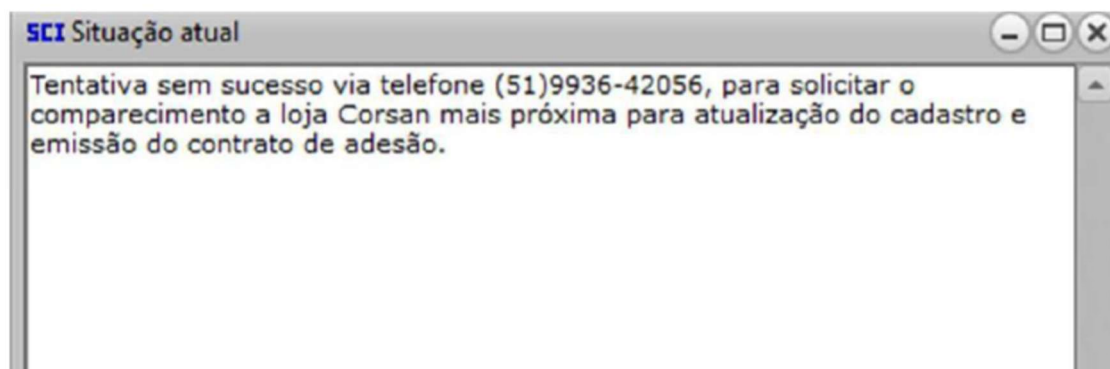 SCI Situação atual
Tentativa sem sucesso via telefone (51)9936-42056, para solicitar o
comparecimento a loja Corsan mais próxima para atualização do cadastro e
emissão do contrato de adesão.